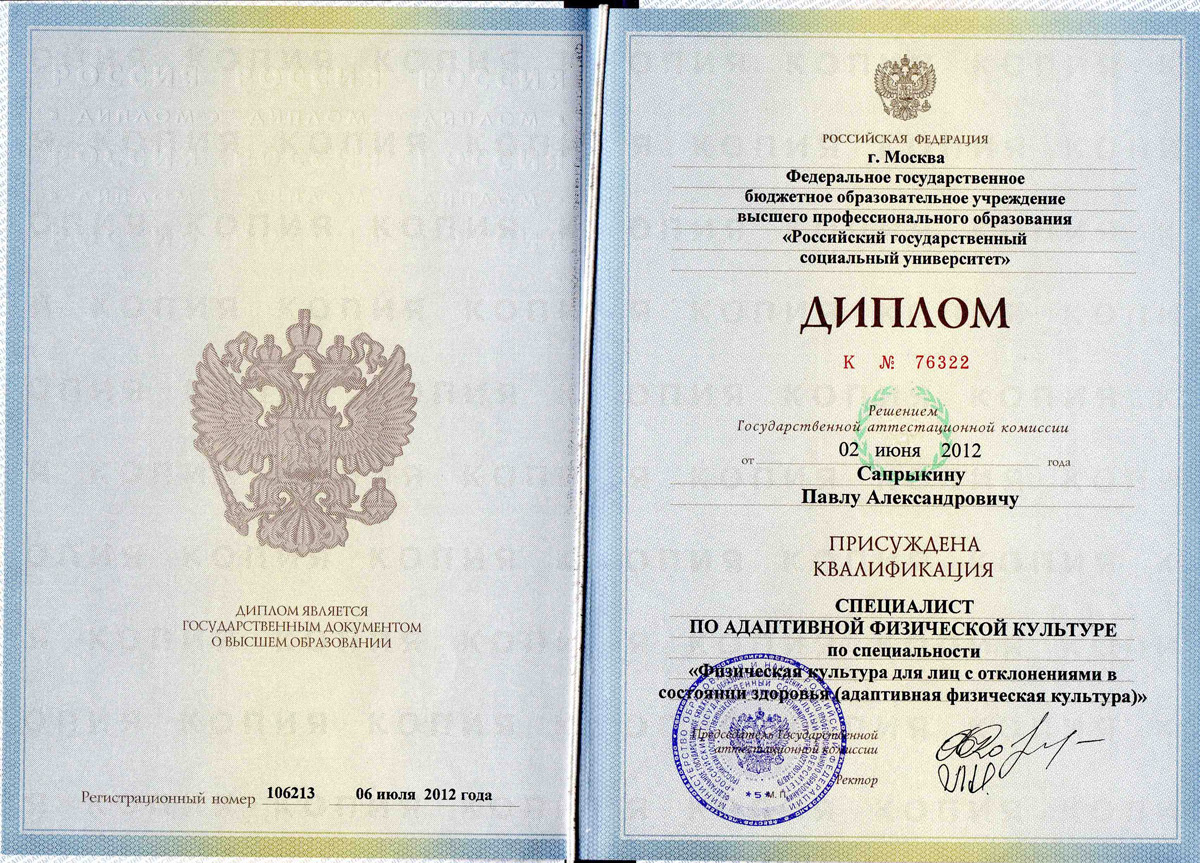 ДИПЛОМ ЯВЛЯЕТСЯ
ГОСУДАРСТВЕННЫМ ДОКУМЕНТОМ
О ВЫСШЕМ ОБРАЗОВАНИИ
Регистрационный номер 106213 06 июля 2012 года
РОССИЙСКАЯ ФЕДЕРАЦИЯ
г. Москва
Федеральное государственное
бюджетное образовательное учреждение
высшего профессионального образования
«Российский государственный
социальный университет»
ДИПЛОМ
К № 76322
Решением
Государственной аттестационной комиссии
от 02 июня 2012 года
Сапрыкину
Павлу Александровичу
ПРИСУЖДЕНА
КВАЛИФИКАЦИЯ
СПЕЦИАЛИСТ
ПО АДАПТИВНОЙ ФИЗИЧЕСКОЙ КУЛЬТУРЕ
по специальности
«Физическая культура для лиц с отклонениями в
состоянци здоровья (адаптивная физическая культура)»
Председатель Государственной
аттестационной комиссии
Ректор
М.П.